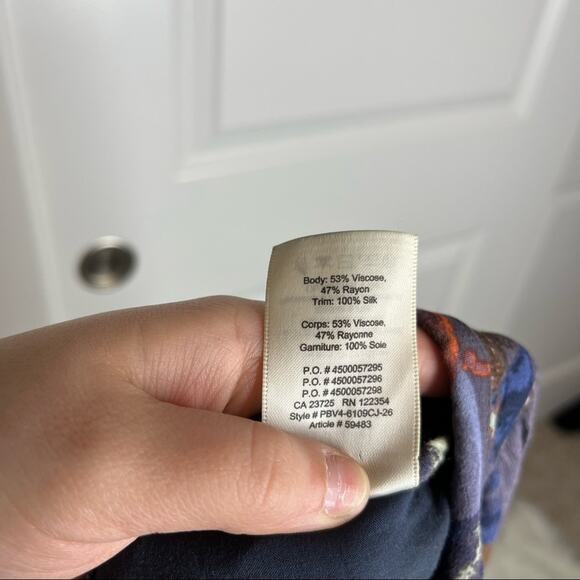 Body: 53% Viscose,
47% Rayon
Trim: 100% Silk
Corps: 53% Viscose,
47% Rayonne
Garniture: 100% Soie
P.O. # 4500057295
P.O. # 4500057296
P.O. # 4500057298
CA 23725 RN 122354
Style # PBV4-6109CJ-26
Article # 59483